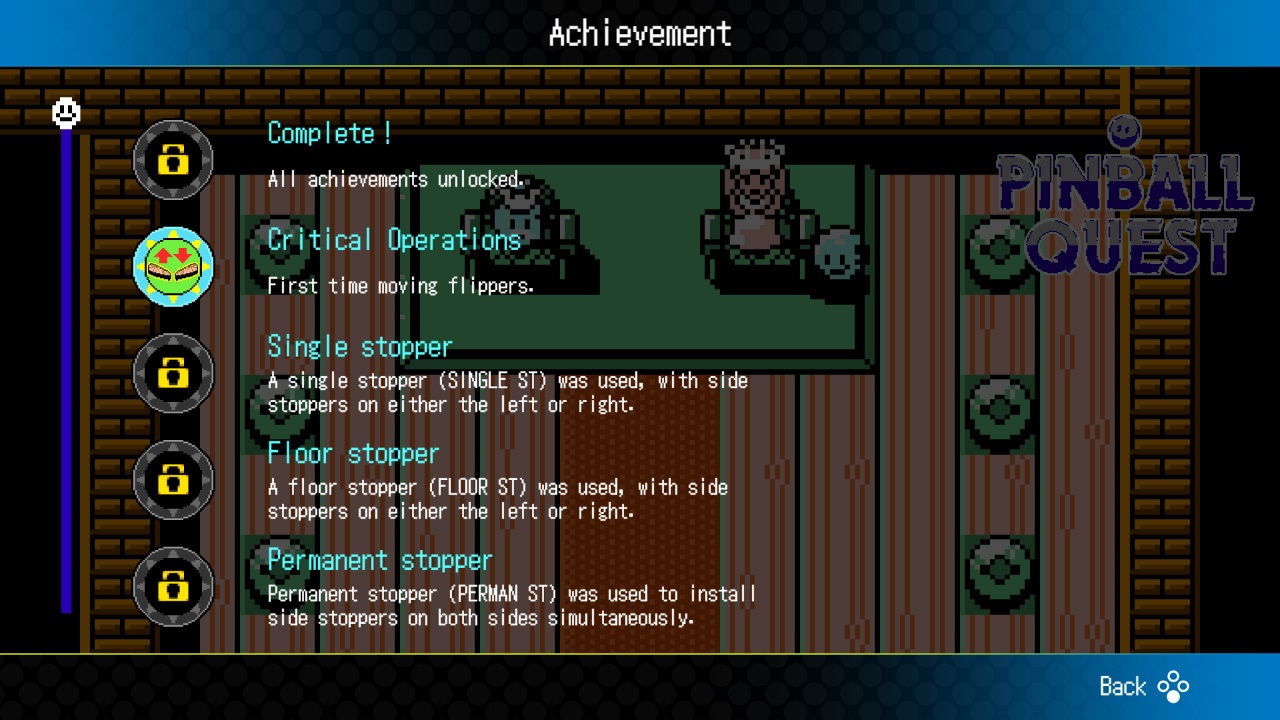 Achievement
Complete!
All achievements unlocked.
PINBALL
QUEST
Critical Operations
First time moving flippers.
Single stopper
A single stopper (SINGLE ST) was used, with side
stoppers on either the left or right.
Floor stopper
A floor stopper (FLOOR ST) was used, with side
stoppers on either the left or right.
Permanent stopper
Permanent stopper (PERMAN ST) was used to install
side stoppers on both sides simultaneously.
Back